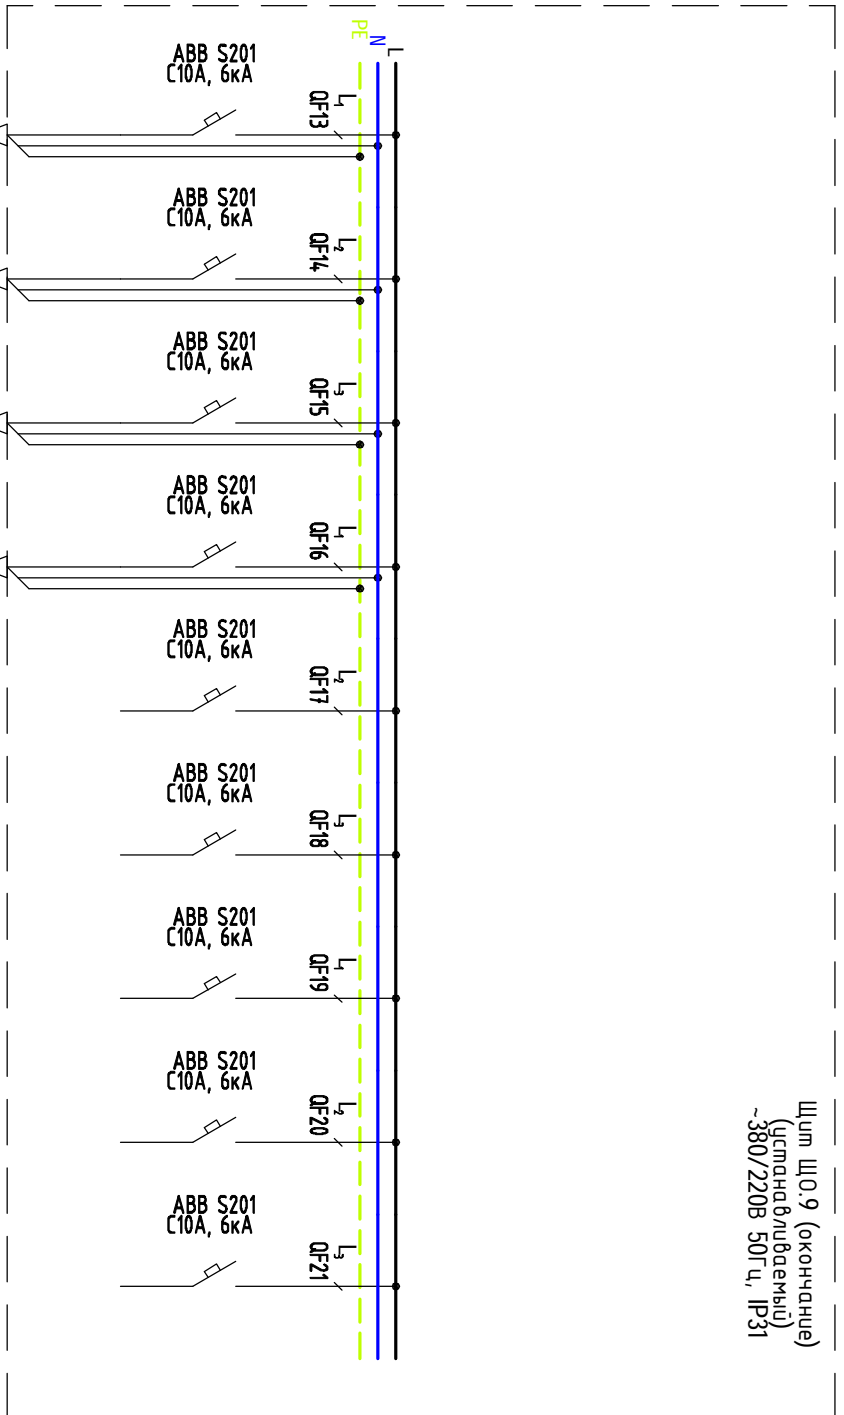 PE
N
L
ABB S201
C10A, 6кА
L1
QF13
ABB S201
C10A, 6кА
L2
QF14
ABB S201
C10A, 6кА
L3
QF15
ABB S201
C10A, 6кА
L1
QF16
ABB S201
C10A, 6кА
L2
QF17
ABB S201
C10A, 6кА
L3
QF18
ABB S201
C10A, 6кА
L1
QF19
ABB S201
C10A, 6кА
L2
QF20
ABB S201
C10A, 6кА
L3
QF21
Щит ЩО.9 (окончание)
(устанавливаемый)
~380/220В 50Гц, IP31